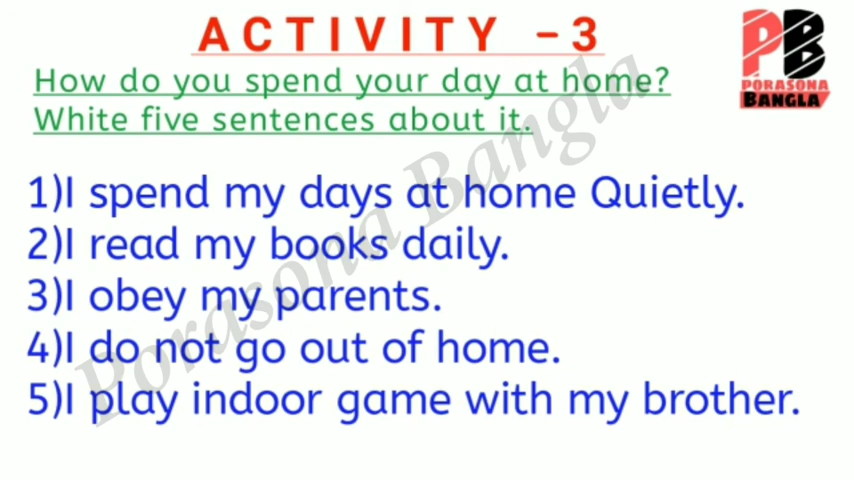 ACTIVITY -3
PB
PORASONA
BANGLA
How do you spend your day at home?
White five sentences about it.
1)I spend my days at home Quietly.
2)I read my books daily.
3)I obey my parents.
4)I do not go out of home.
5)I play indoor game with my brother.
Porasona Bangla